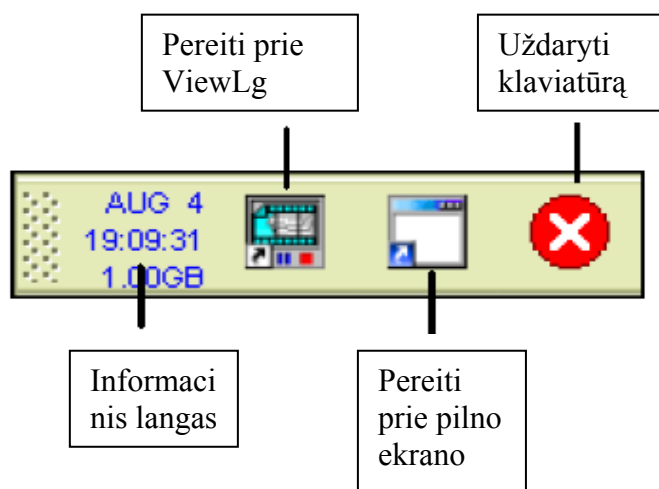 Pereiti prie
ViewLg
Uždaryti
klaviatūrą
AUG 4
19:09:31
1.00GB
Informaci
nis langas
Pereiti
prie pilno
ekrano